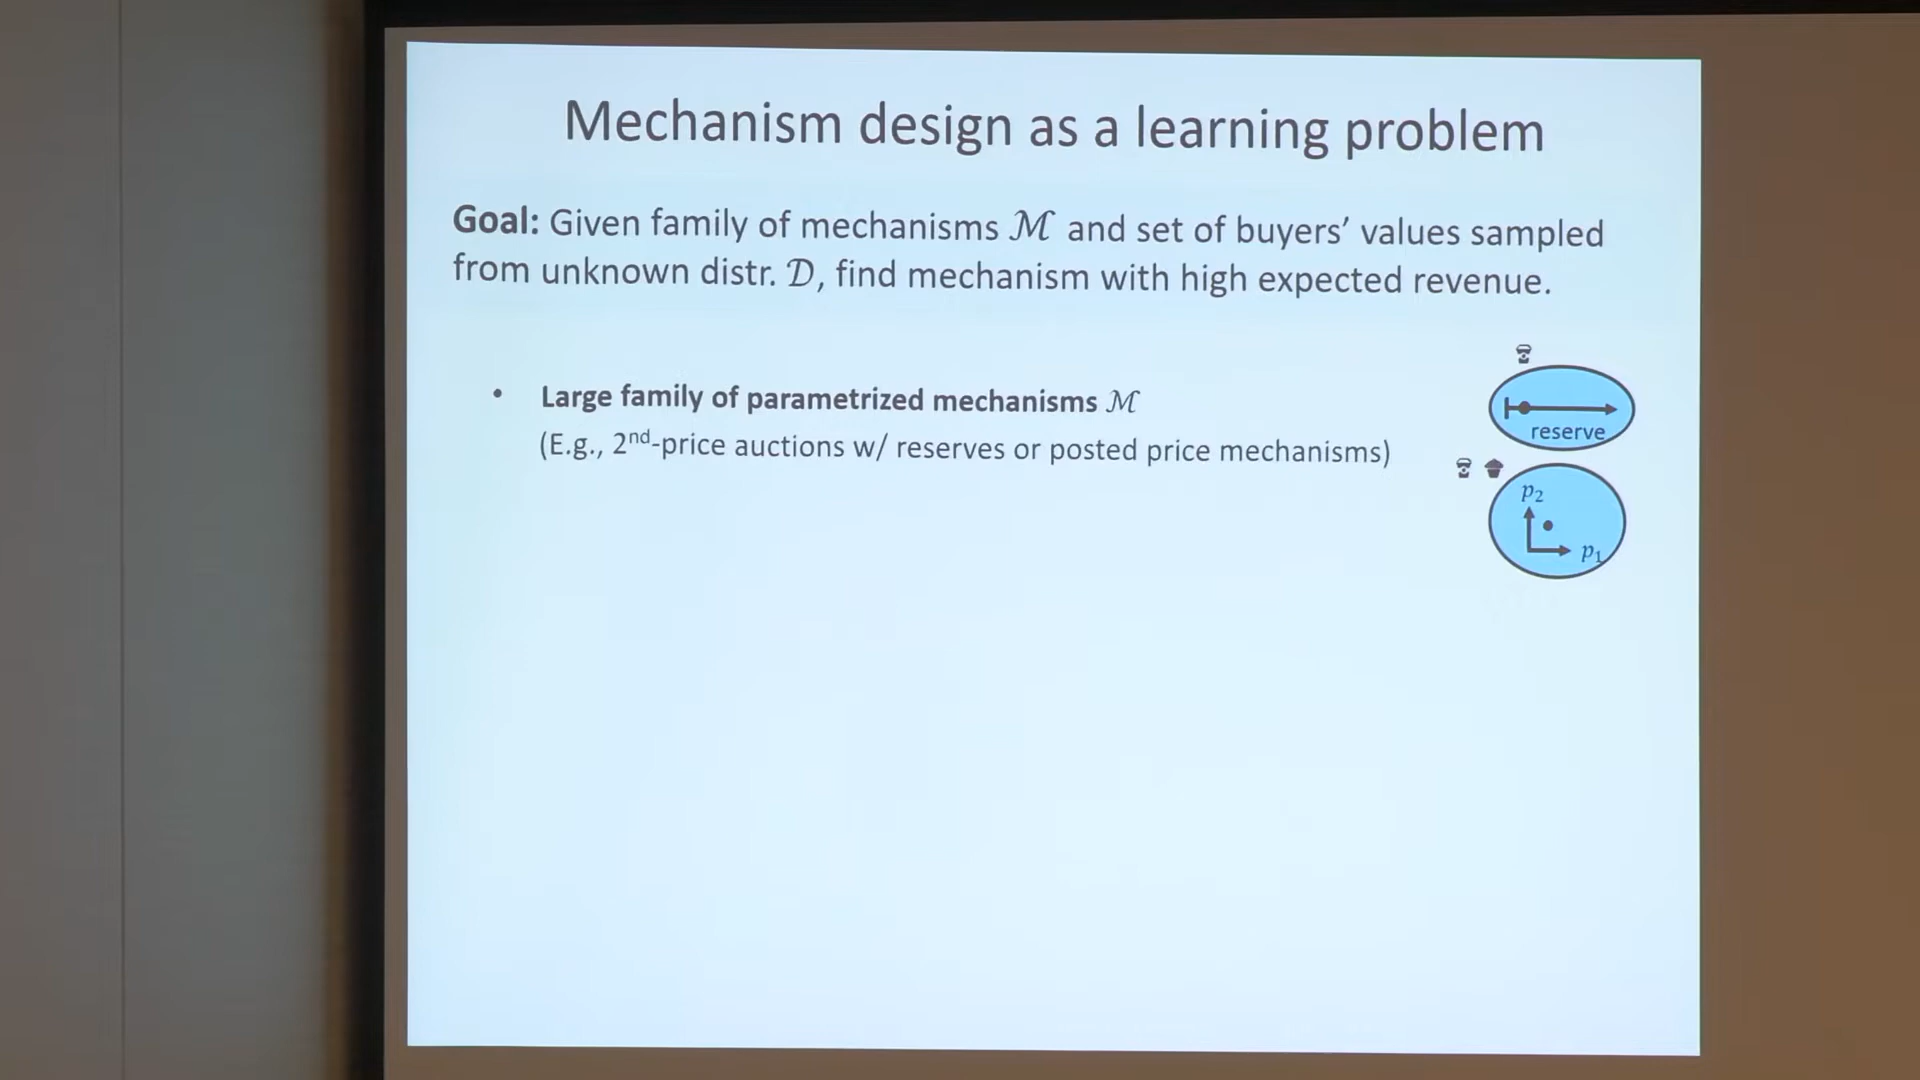 Mechanism design as a learning problem
Goal: Given family of mechanisms ℳ and set of buyers’ values sampled
from unknown distr. 𝒟, find mechanism with high expected revenue.
• Large family of parametrized mechanisms ℳ
(E.g., 2nd-price auctions w/ reserves or posted price mechanisms)
reserve
p2
p1